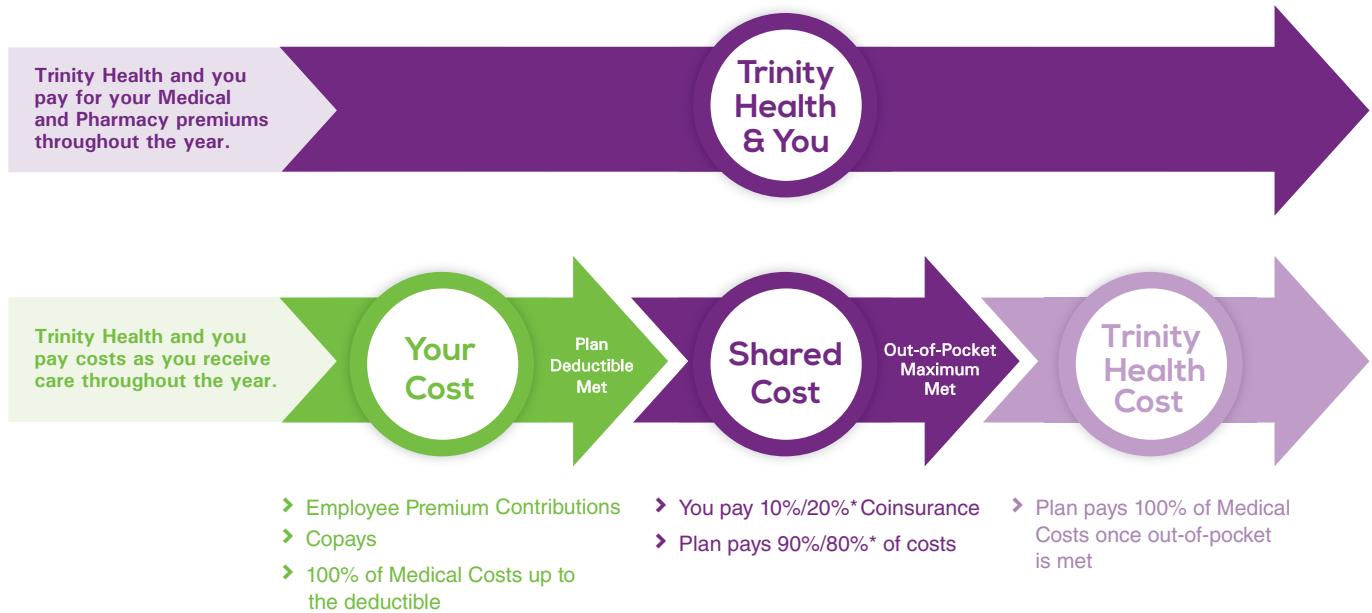 Trinity Health and you
pay for your Medical
and Pharmacy premiums
throughout the year.
Trinity
Health
& You
Trinity Health and you
pay costs as you receive
care throughout the year.
Your
Cost
Plan
Deductible
Met
Shared
Cost
Out-of-Pocket
Maximum
Met
Trinity
Health
Cost
> Employee Premium Contributions
> Copays
> 100% of Medical Costs up to
the deductible
> You pay 10%/20%* Coinsurance
> Plan pays 90%/80%* of costs
> Plan pays 100% of Medical
Costs once out-of-pocket
is met